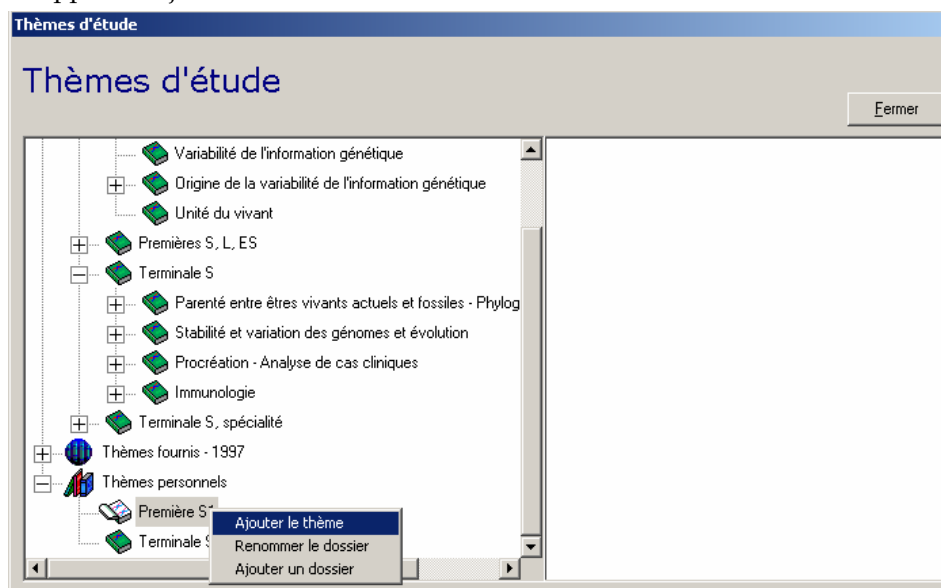 Thèmes d'étude
Thèmes d'étude
Fermer
Variabilité de l'information génétique
Origine de la variabilité de l'information génétique
Unité du vivant
Premières S, L, ES
Terminale S
Parenté entre êtres vivants actuels et fossiles - Phylog
Stabilité et variation des génomes et évolution
Procréation - Analyse de cas cliniques
Immunologie
Terminale S, spécialité
Thèmes fournis - 1997
Thèmes personnels
Première S1
Ajouter le thème
Terminale S
Renommer le dossier
Ajouter un dossier